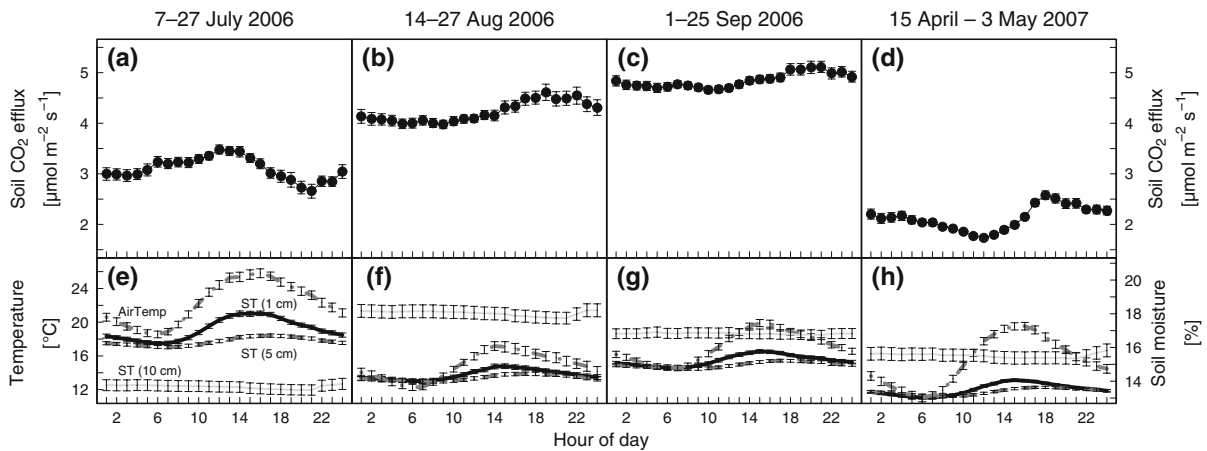 7–27 July 2006
14–27 Aug 2006
1–25 Sep 2006
15 April – 3 May 2007
(a)
(b)
(c)
(d)
Soil CO2 efflux
[µmol m−2 s−1]
5
4
3
2
Soil CO2 efflux
[µmol m−2 s−1]
5
4
3
2
(e)
(f)
(g)
(h)
AirTemp
ST (1 cm)
ST (5 cm)
ST (10 cm)
Temperature
[°C]
24
20
16
12
Soil moisture
[%]
20
18
16
14
2 6 10 14 18 22
2 6 10 14 18 22
2 6 10 14 18 22
2 6 10 14 18 22
Hour of day